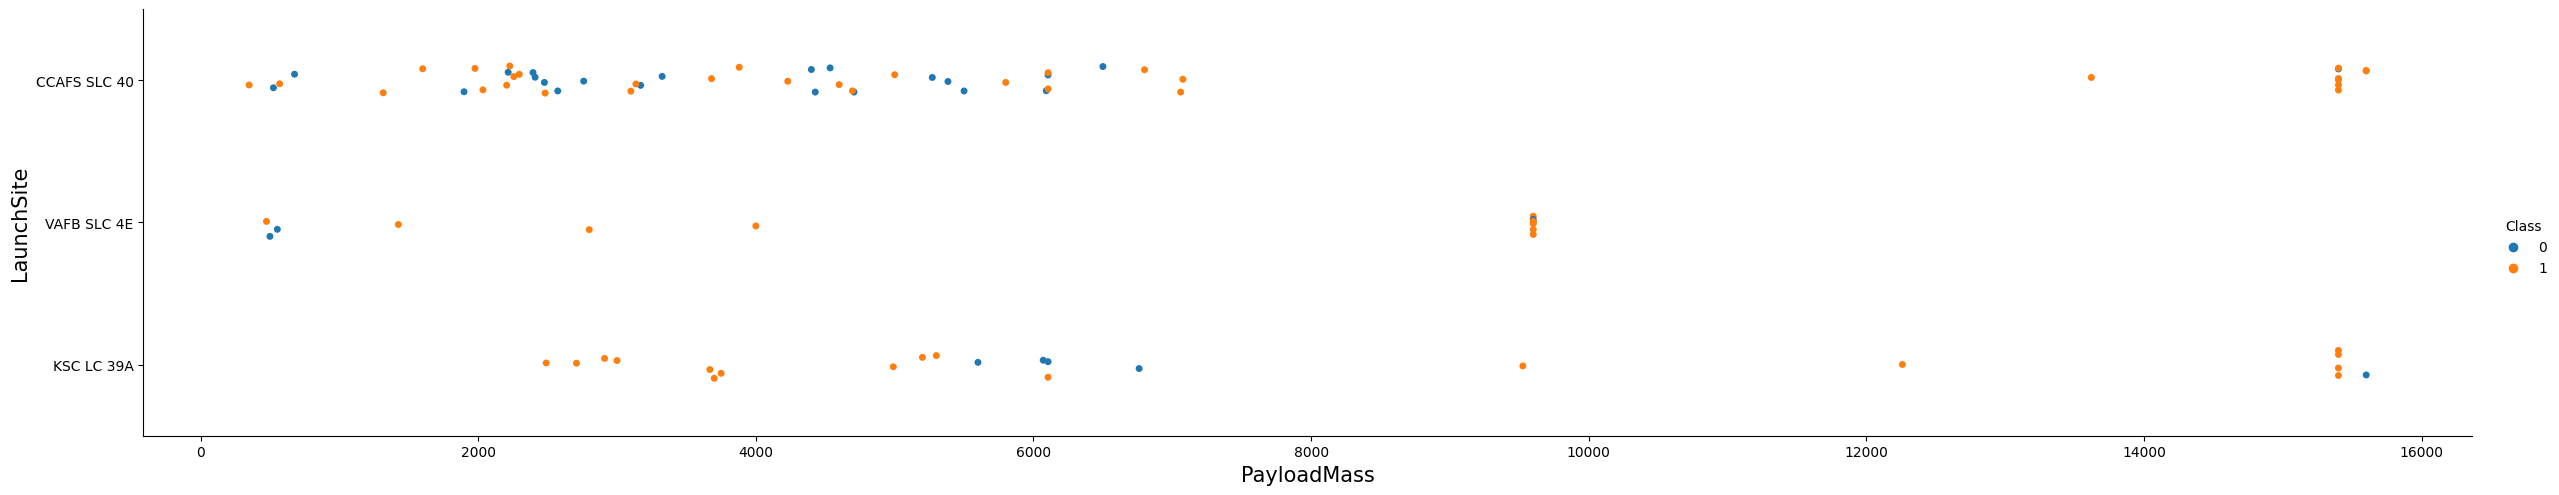 LaunchSite
CCAFS SLC 40
VAFB SLC 4E
KSC LC 39A
0 2000 4000 6000 8000 10000 12000 14000 16000
PayloadMass
Class
0
1